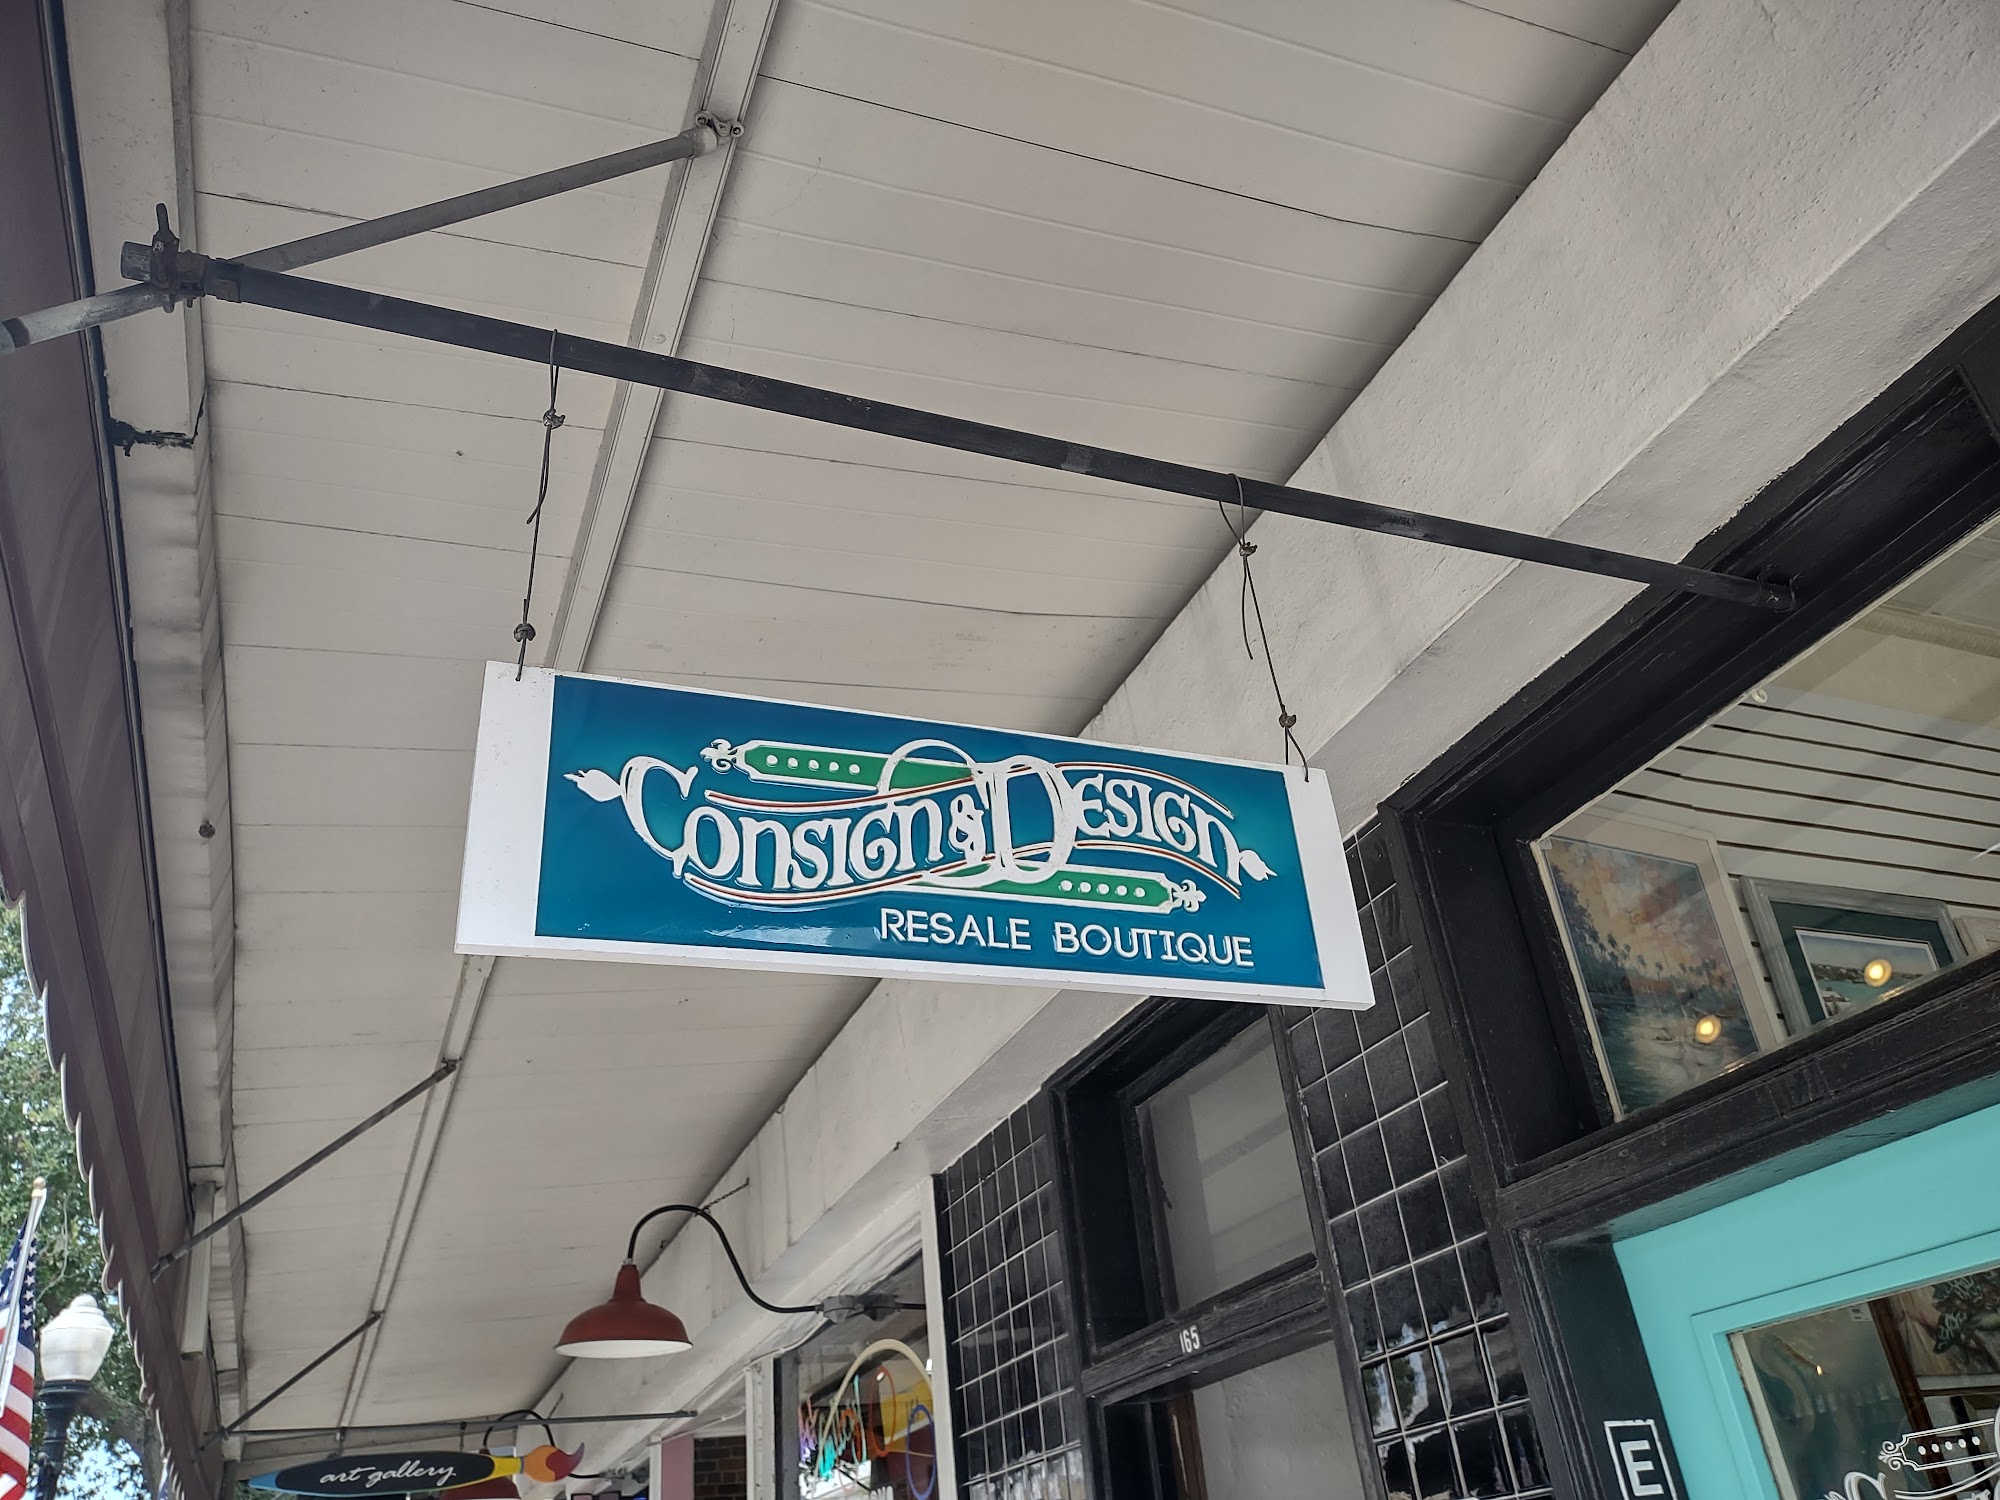 Consign & Design
RESALE BOUTIQUE
165
art gallery
E